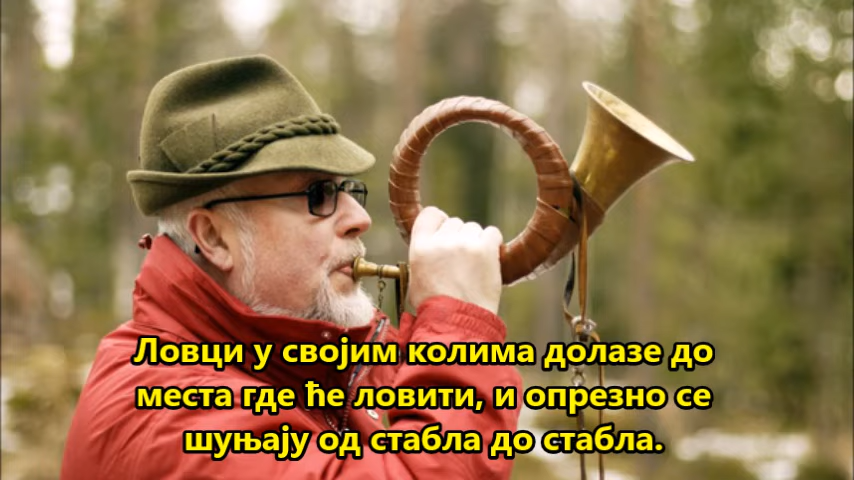 Ловци у својим колима долазе до
места где ће ловити, и опрезно се
шуњају од стабла до стабла.